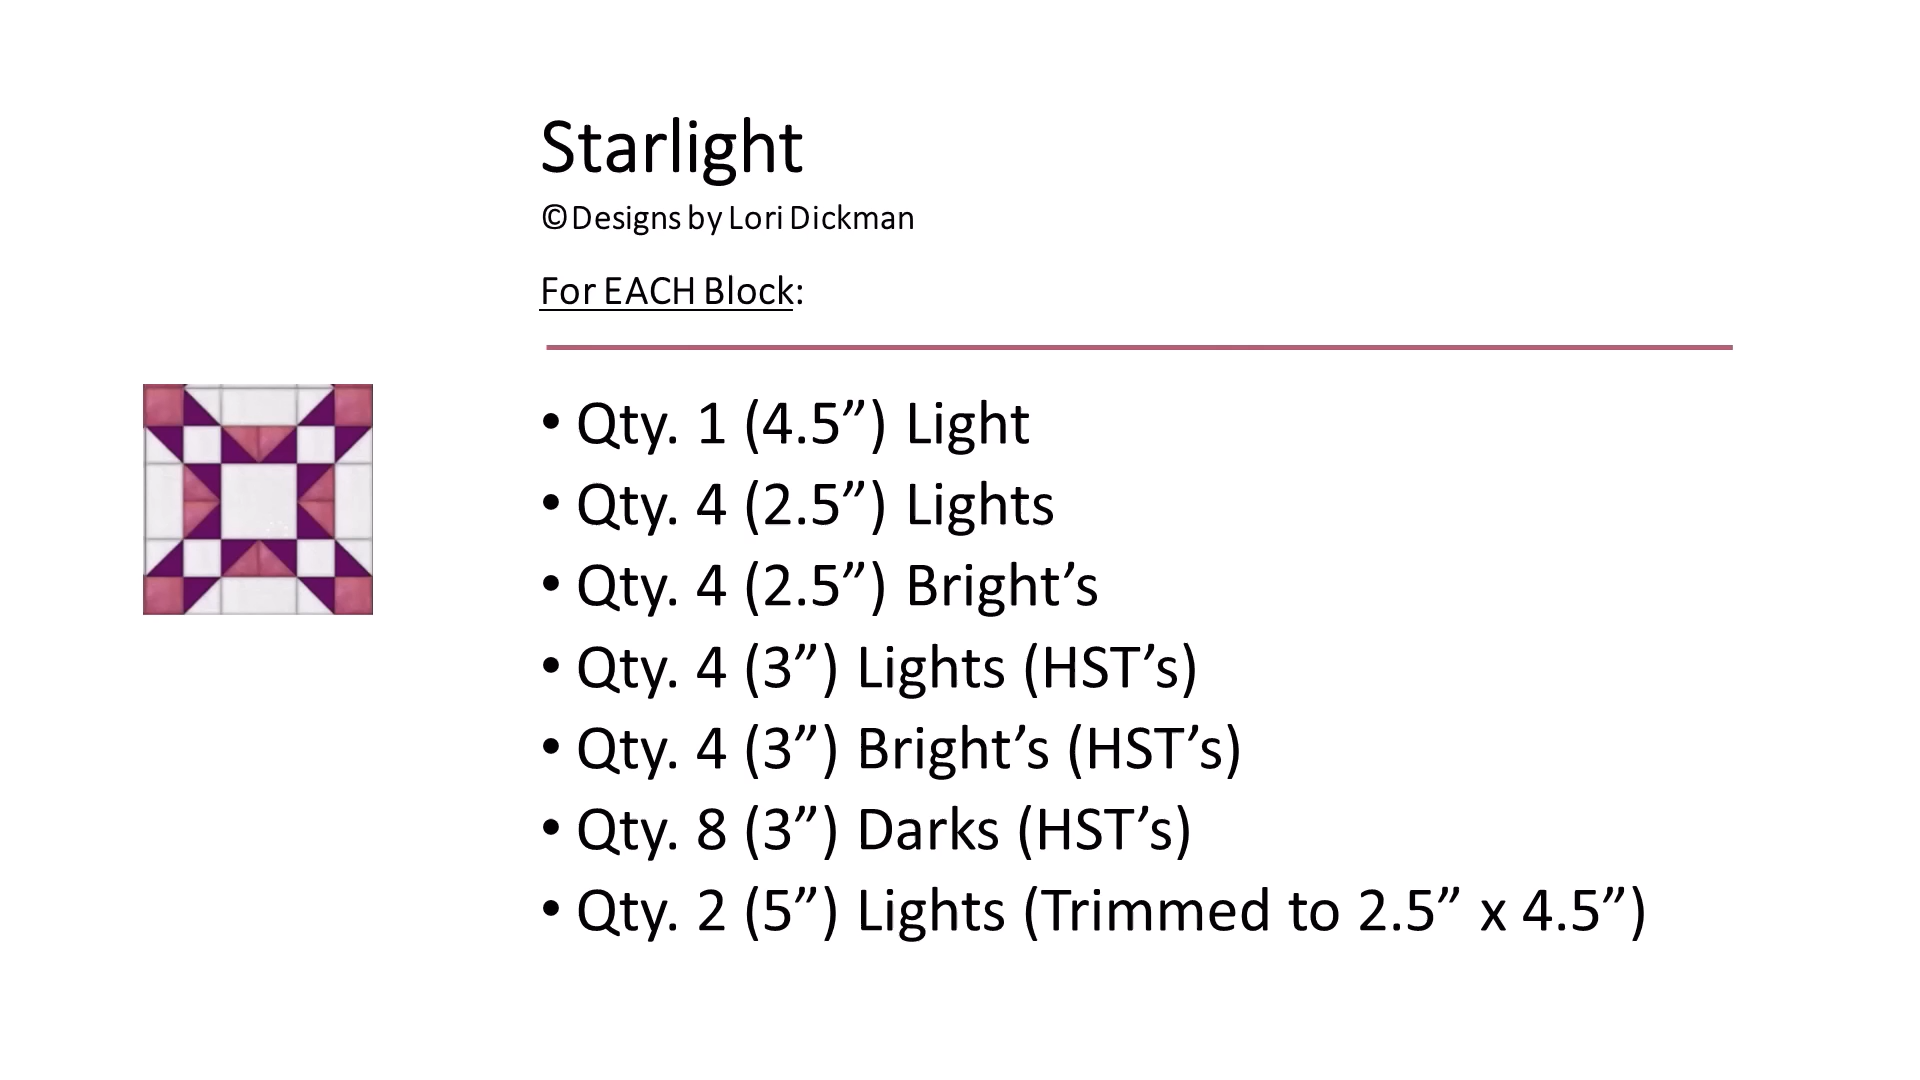 Starlight
©Designs by Lori Dickman
For EACH Block:
• Qty. 1 (4.5”) Light
• Qty. 4 (2.5”) Lights
• Qty. 4 (2.5”) Bright’s
• Qty. 4 (3”) Lights (HST’s)
• Qty. 4 (3”) Bright’s (HST’s)
• Qty. 8 (3”) Darks (HST’s)
• Qty. 2 (5”) Lights (Trimmed to 2.5” x 4.5”)